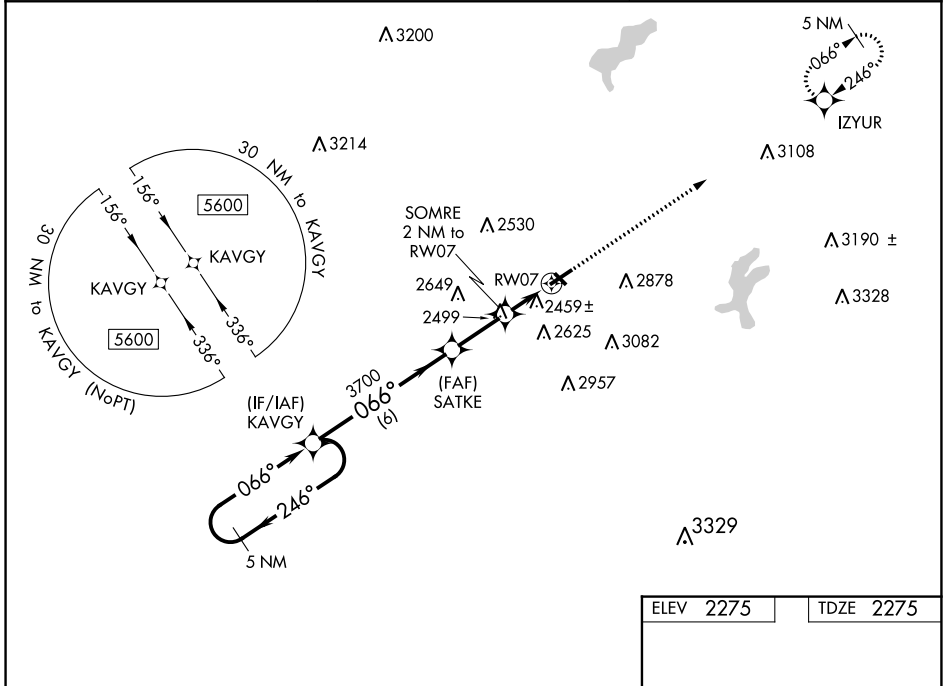 3200
5 NM
066°
246°
IZYUR
3214
3108
30 NM to KAVGY
156°
5600
KAVGY
336°
30 NM to KAVGY (NoPT)
156°
KAVGY
5600
336°
SOMRE
2 NM to
RW07
2530
3190 ±
RW07
2649
2878
3328
2499
2459±
2625
3082
(FAF)
SATKE
2957
3700
066°
(6)
(IF/IAF)
KAVGY
066°
246°
5 NM
3329
ELEV 2275
TDZE 2275